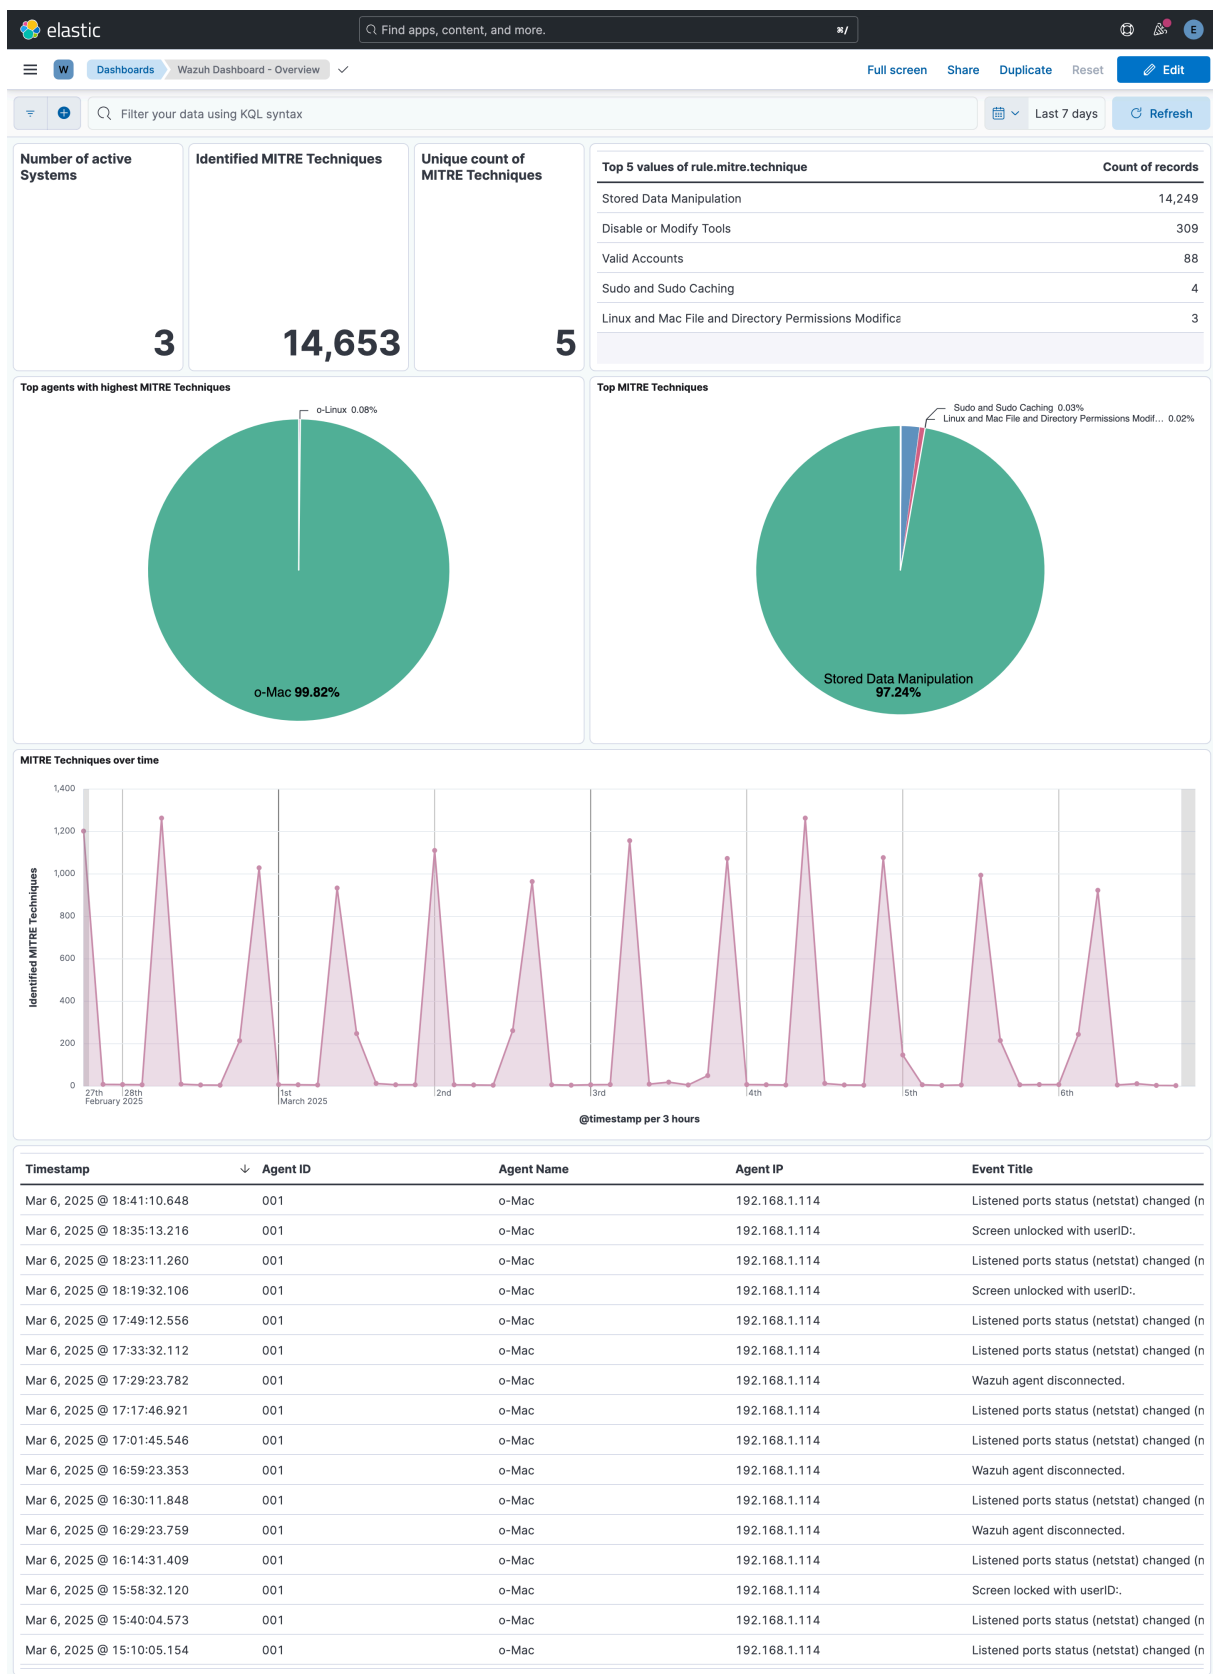 elastic
Find apps, content, and more.
⌘/
E
W
Dashboards
Wazuh Dashboard - Overview
Full screen
Share
Duplicate
Reset
Edit
Filter your data using KQL syntax
Last 7 days
Refresh
Number of active
Systems
3
Identified MITRE Techniques
14,653
Unique count of
MITRE Techniques
5
Top 5 values of rule.mitre.technique Count of records
Stored Data Manipulation 14,249
Disable or Modify Tools 309
Valid Accounts 88
Sudo and Sudo Caching 4
Linux and Mac File and Directory Permissions Modifica 3
Top agents with highest MITRE Techniques
o-Linux 0.08%
o-Mac 99.82%
Top MITRE Techniques
Sudo and Sudo Caching 0.03%
Linux and Mac File and Directory Permissions Modif... 0.02%
Stored Data Manipulation
97.24%
MITRE Techniques over time
Identified MITRE Techniques
1,400
1,200
1,000
800
600
400
200
0
27th 28th 1st 2nd 3rd 4th 5th 6th
February 2025 March 2025
@timestamp per 3 hours
Timestamp Agent ID Agent Name Agent IP Event Title
Mar 6, 2025 @ 18:41:10.648 001 o-Mac 192.168.1.114 Listened ports status (netstat) changed (n
Mar 6, 2025 @ 18:35:13.216 001 o-Mac 192.168.1.114 Screen unlocked with userID:.
Mar 6, 2025 @ 18:23:11.260 001 o-Mac 192.168.1.114 Listened ports status (netstat) changed (n
Mar 6, 2025 @ 18:19:32.106 001 o-Mac 192.168.1.114 Screen unlocked with userID:.
Mar 6, 2025 @ 17:49:12.556 001 o-Mac 192.168.1.114 Listened ports status (netstat) changed (n
Mar 6, 2025 @ 17:33:32.112 001 o-Mac 192.168.1.114 Listened ports status (netstat) changed (n
Mar 6, 2025 @ 17:29:23.782 001 o-Mac 192.168.1.114 Wazuh agent disconnected.
Mar 6, 2025 @ 17:17:46.921 001 o-Mac 192.168.1.114 Listened ports status (netstat) changed (n
Mar 6, 2025 @ 17:01:45.546 001 o-Mac 192.168.1.114 Listened ports status (netstat) changed (n
Mar 6, 2025 @ 16:59:23.353 001 o-Mac 192.168.1.114 Wazuh agent disconnected.
Mar 6, 2025 @ 16:30:11.848 001 o-Mac 192.168.1.114 Listened ports status (netstat) changed (n
Mar 6, 2025 @ 16:29:23.759 001 o-Mac 192.168.1.114 Wazuh agent disconnected.
Mar 6, 2025 @ 16:14:31.409 001 o-Mac 192.168.1.114 Listened ports status (netstat) changed (n
Mar 6, 2025 @ 15:58:32.120 001 o-Mac 192.168.1.114 Screen locked with userID:.
Mar 6, 2025 @ 15:40:04.573 001 o-Mac 192.168.1.114 Listened ports status (netstat) changed (n
Mar 6, 2025 @ 15:10:05.154 001 o-Mac 192.168.1.114 Listened ports status (netstat) changed (n